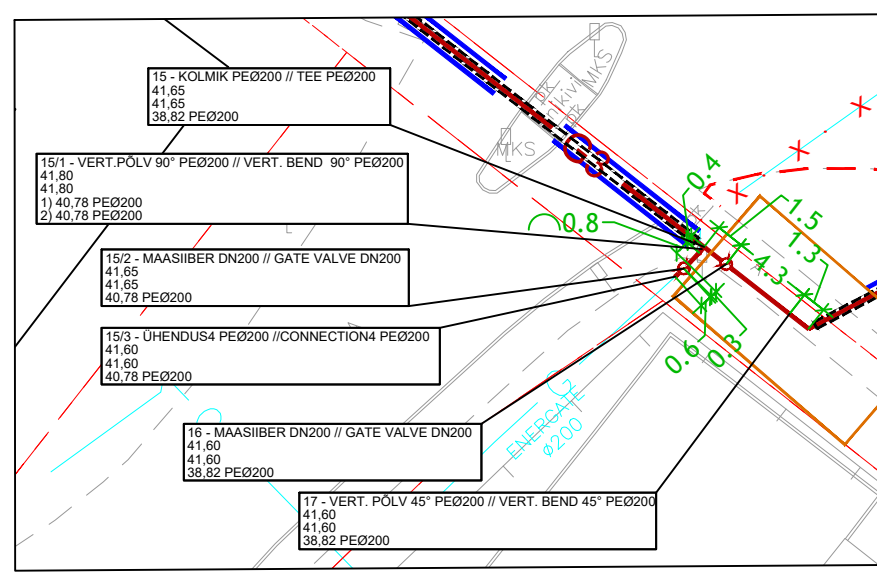 15 - KOLMIK PEØ200 // TEE PEØ200
41,65
41,65
38,82 PEØ200
15/1 - VERT.PÕLV 90° PEØ200 // VERT. BEND 90° PEØ200
41,80
41,80
1) 40,78 PEØ200
2) 40,78 PEØ200
15/2 - MAASIIBER DN200 // GATE VALVE DN200
41,65
41,65
40,78 PEØ200
15/3 - ÜHENDUS4 PEØ200 //CONNECTION4 PEØ200
41,60
41,60
40,78 PEØ200
16 - MAASIIBER DN200 // GATE VALVE DN200
41,60
41,60
38,82 PEØ200
17 - VERT. PÕLV 45° PEØ200 // VERT. BEND 45° PEØ200
41,60
41,60
38,82 PEØ200
MKS
pk
nkivi
pk
MKS
0.4
0.8
1.5
1.3
4.3
0.6
0.3
X
X
X
X
ENERGATE
Ø200